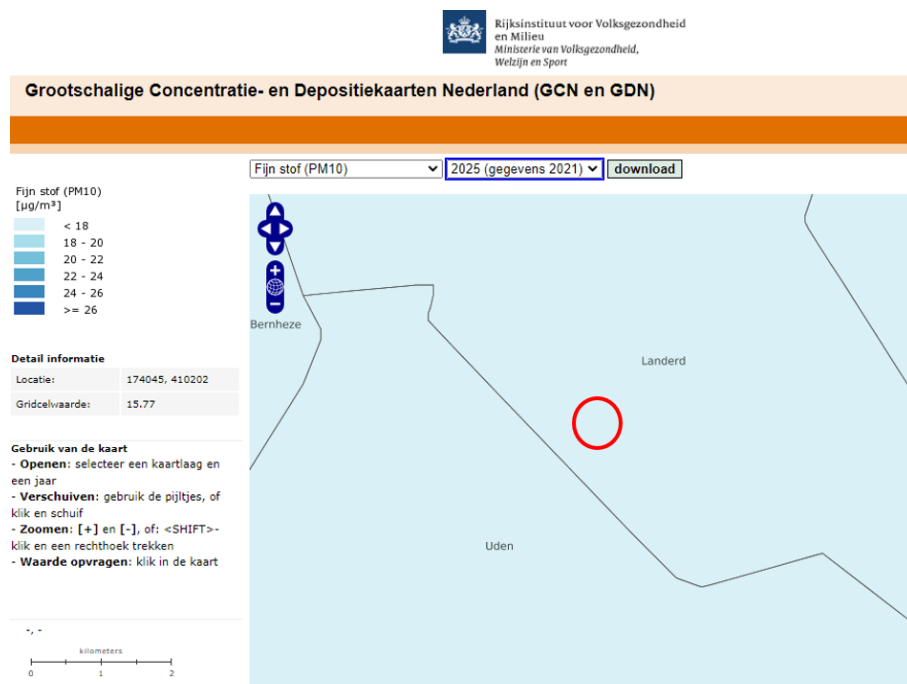 Rijksinstituut voor Volksgezondheid
en Milieu
Ministerie van Volksgezondheid,
Welzijn en Sport
Grootschalige Concentratie- en Depositiekaarten Nederland (GCN en GDN)
Fijn stof (PM10)
2025 (gegevens 2021)
download
Fijn stof (PM10)
[µg/m³]
< 18
18 - 20
20 - 22
22 - 24
24 - 26
>= 26
Detail informatie
Locatie: 174045, 410202
Gridcelwaarde: 15.77
Gebruik van de kaart
- Openen: selecteer een kaartlaag en
een jaar
- Verschuiven: gebruik de pijltjes, of
klik en schuif
- Zoomen: [+] en [-], of: <SHIFT>-
klik en een rechthoek trekken
- Waarde opvragen: klik in de kaart
-, -
kilometers
0 1 2
Bernheze
Landerd
Uden